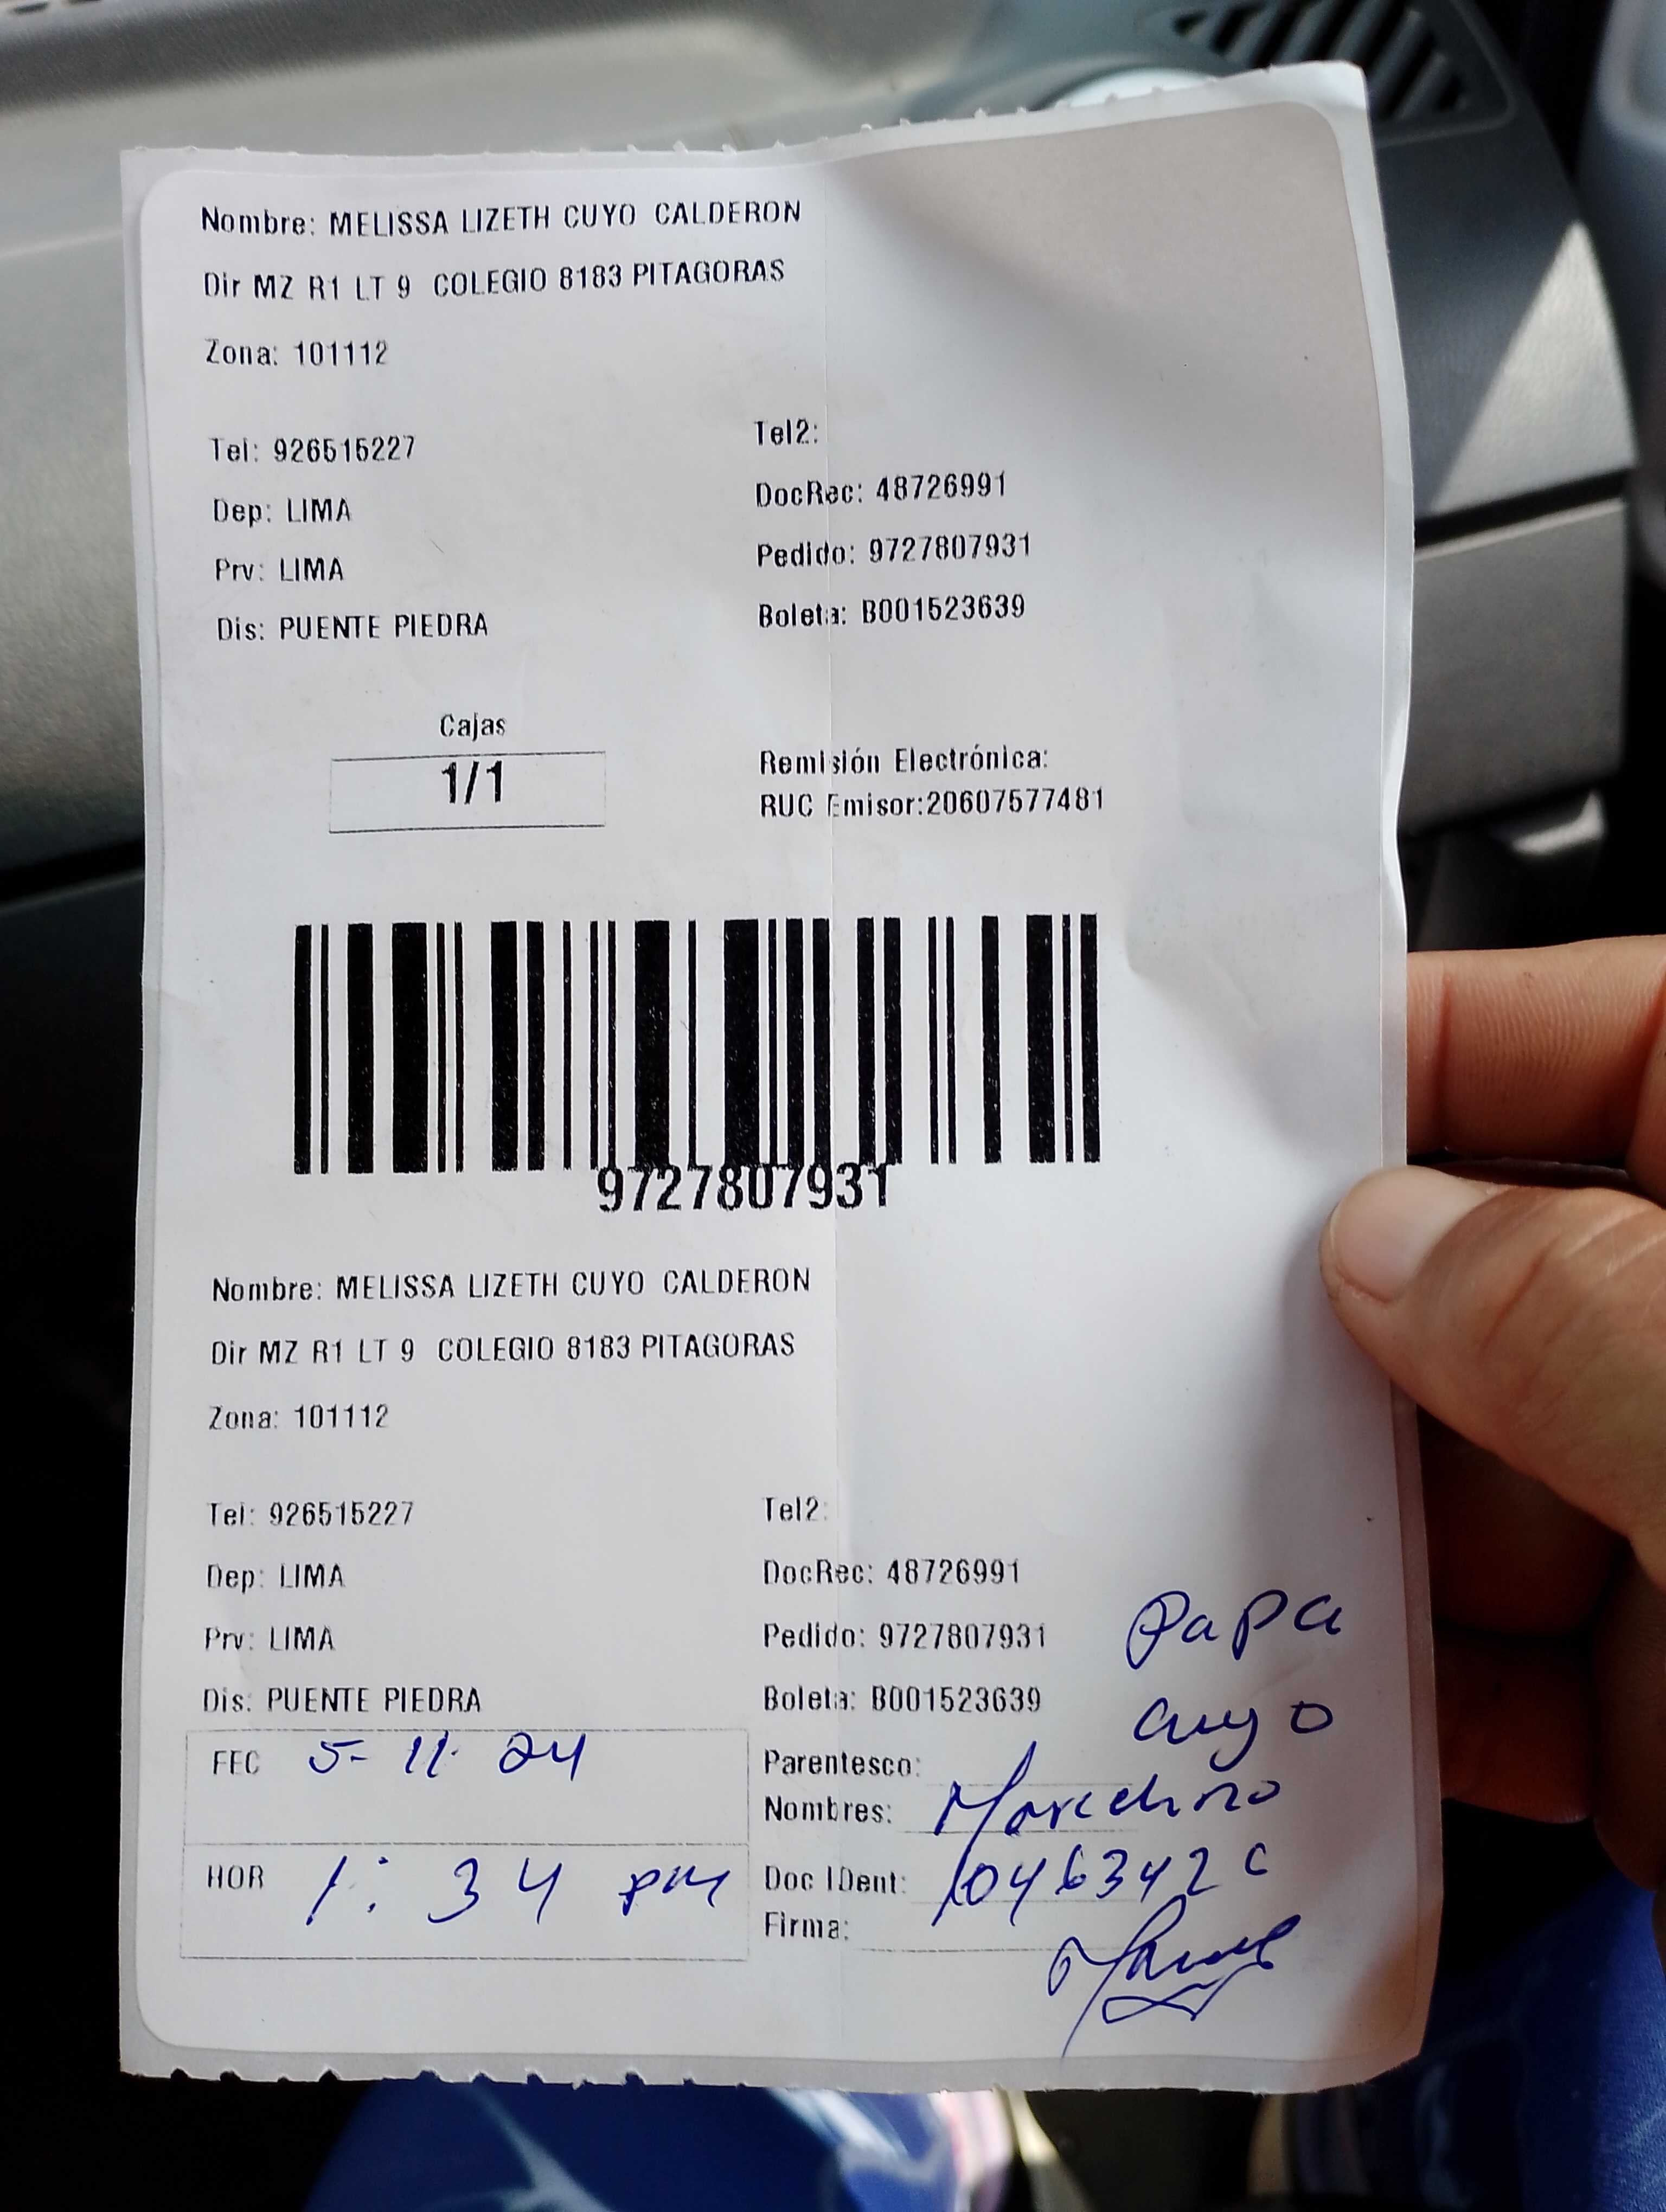 Nombre: MELISSA LIZETH CUYO CALDERON
Dir MZ R1 LT 9 COLEGIO 8183 PITAGORAS
Zona: 101112
Tel: 926515227 Tel2:
Dep: LIMA DocRec: 48726991
Prv: LIMA Pedido: 9727807931
Dis: PUENTE PIEDRA Boleta: B001523639
Cajas
1/1
Remisión Electrónica:
RUC Emisor:20607577481
9727807931
Nombre: MELISSA LIZETH CUYO CALDERON
Dir MZ R1 LT 9 COLEGIO 8183 PITAGORAS
Zona: 101112
Tel: 926515227 Tel2:
Dep: LIMA DocRec: 48726991
Prv: LIMA Pedido: 9727807931
Dis: PUENTE PIEDRA Boleta: B001523639
FEC 5-11-24
HOR 1:34 pm
Papa
Cuyo
Parentesco:
Nombres: Marcelino
Doc IDent:
Firma: